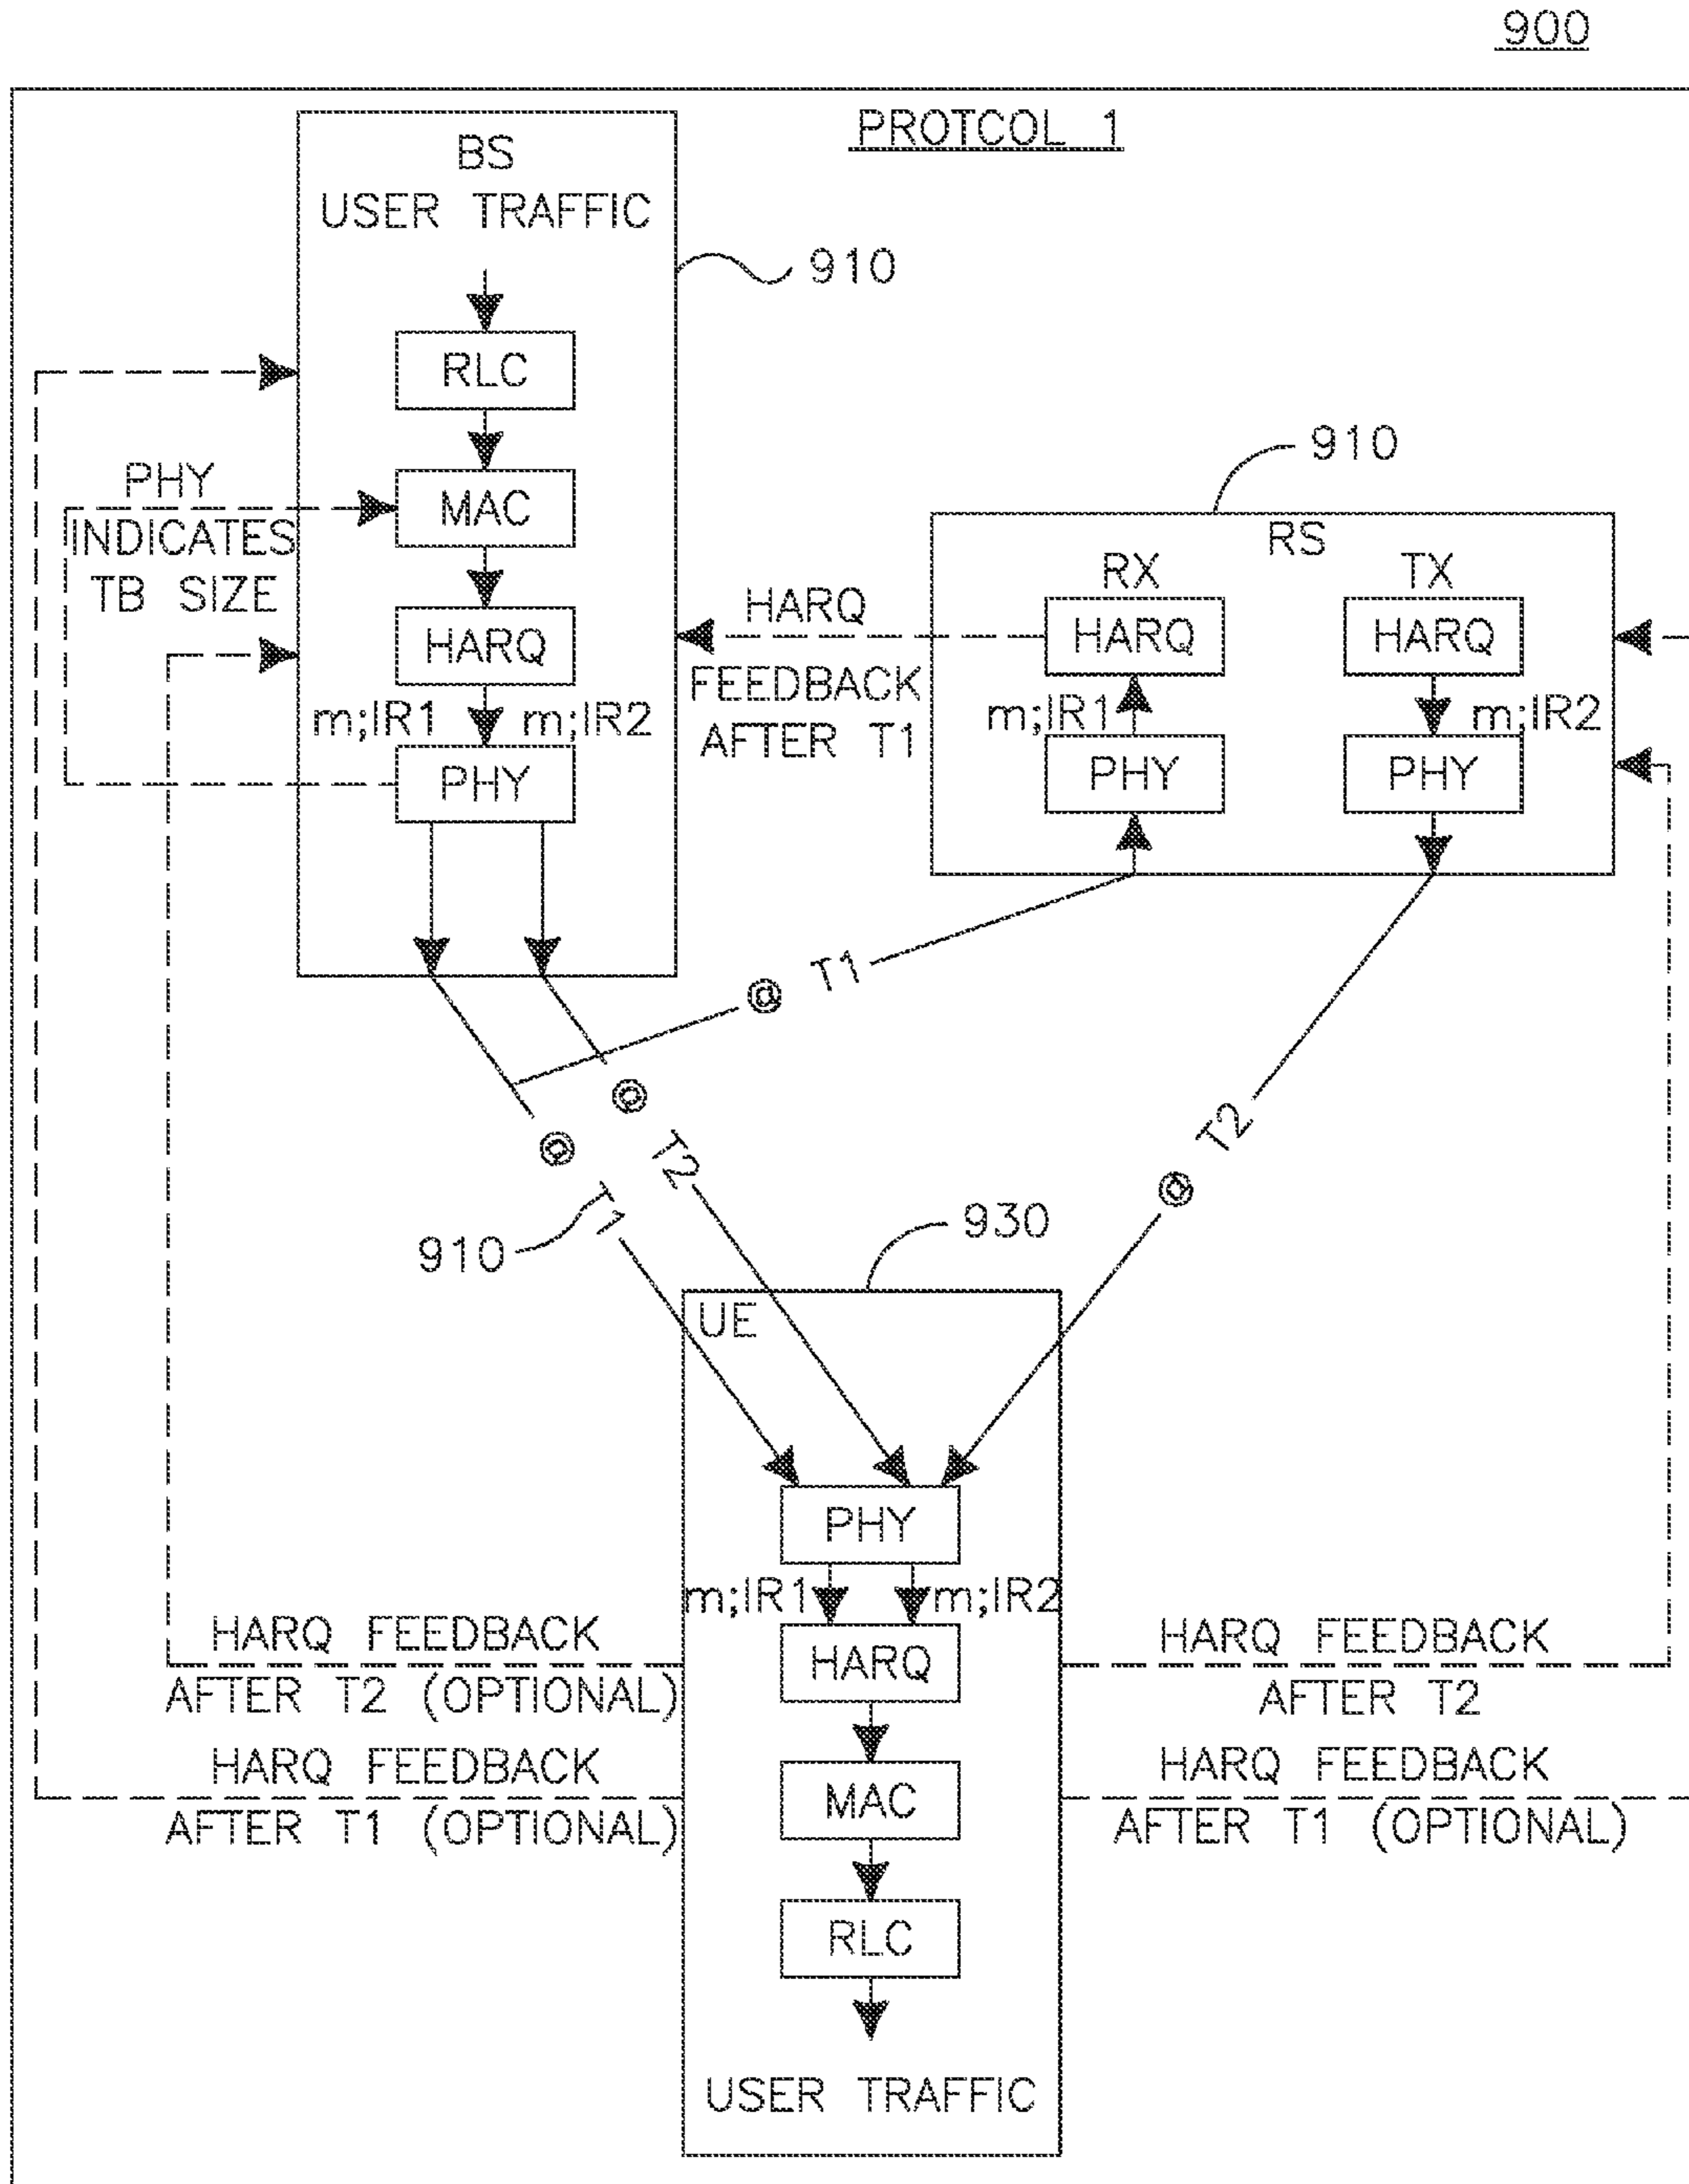 900
PROTCOL 1
BS
USER TRAFFIC
910
RLC
PHY
INDICATES
TB SIZE
MAC
HARQ
m;IR1
m;IR2
PHY
910
RS
RX
TX
HARQ
HARQ
m;IR1
m;IR2
PHY
PHY
HARQ
FEEDBACK
AFTER T1
@ T1
@ T2
@ T1
@ T2
910
930
UE
PHY
m;IR1
m;IR2
HARQ
MAC
RLC
USER TRAFFIC
HARQ FEEDBACK
AFTER T2 (OPTIONAL)
HARQ FEEDBACK
AFTER T1 (OPTIONAL)
HARQ FEEDBACK
AFTER T2
HARQ FEEDBACK
AFTER T1 (OPTIONAL)